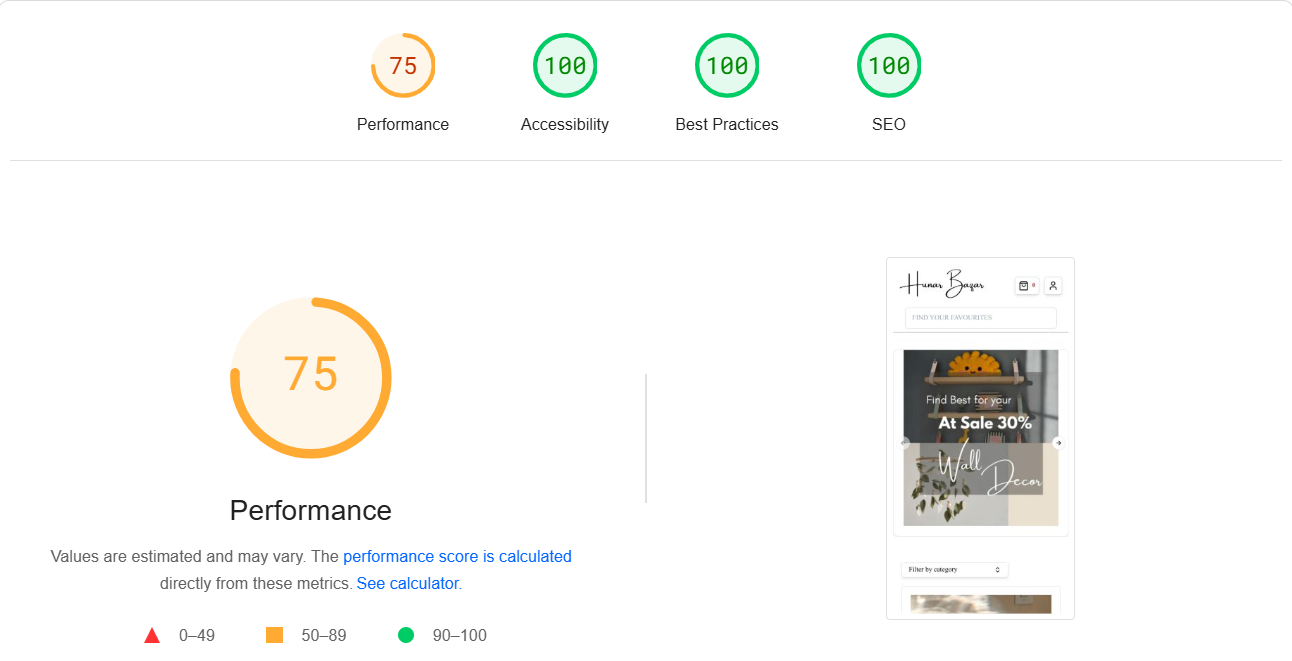 75
100
100
100
Performance
Accessibility
Best Practices
SEO
75
Performance
Values are estimated and may vary. The performance score is calculated
directly from these metrics. See calculator.
0–49
50–89
90–100
Hunar Bazar
0
FIND YOUR FAVOURITES
Find Best for your
At Sale 30%
Wall
Decor
Filter by category